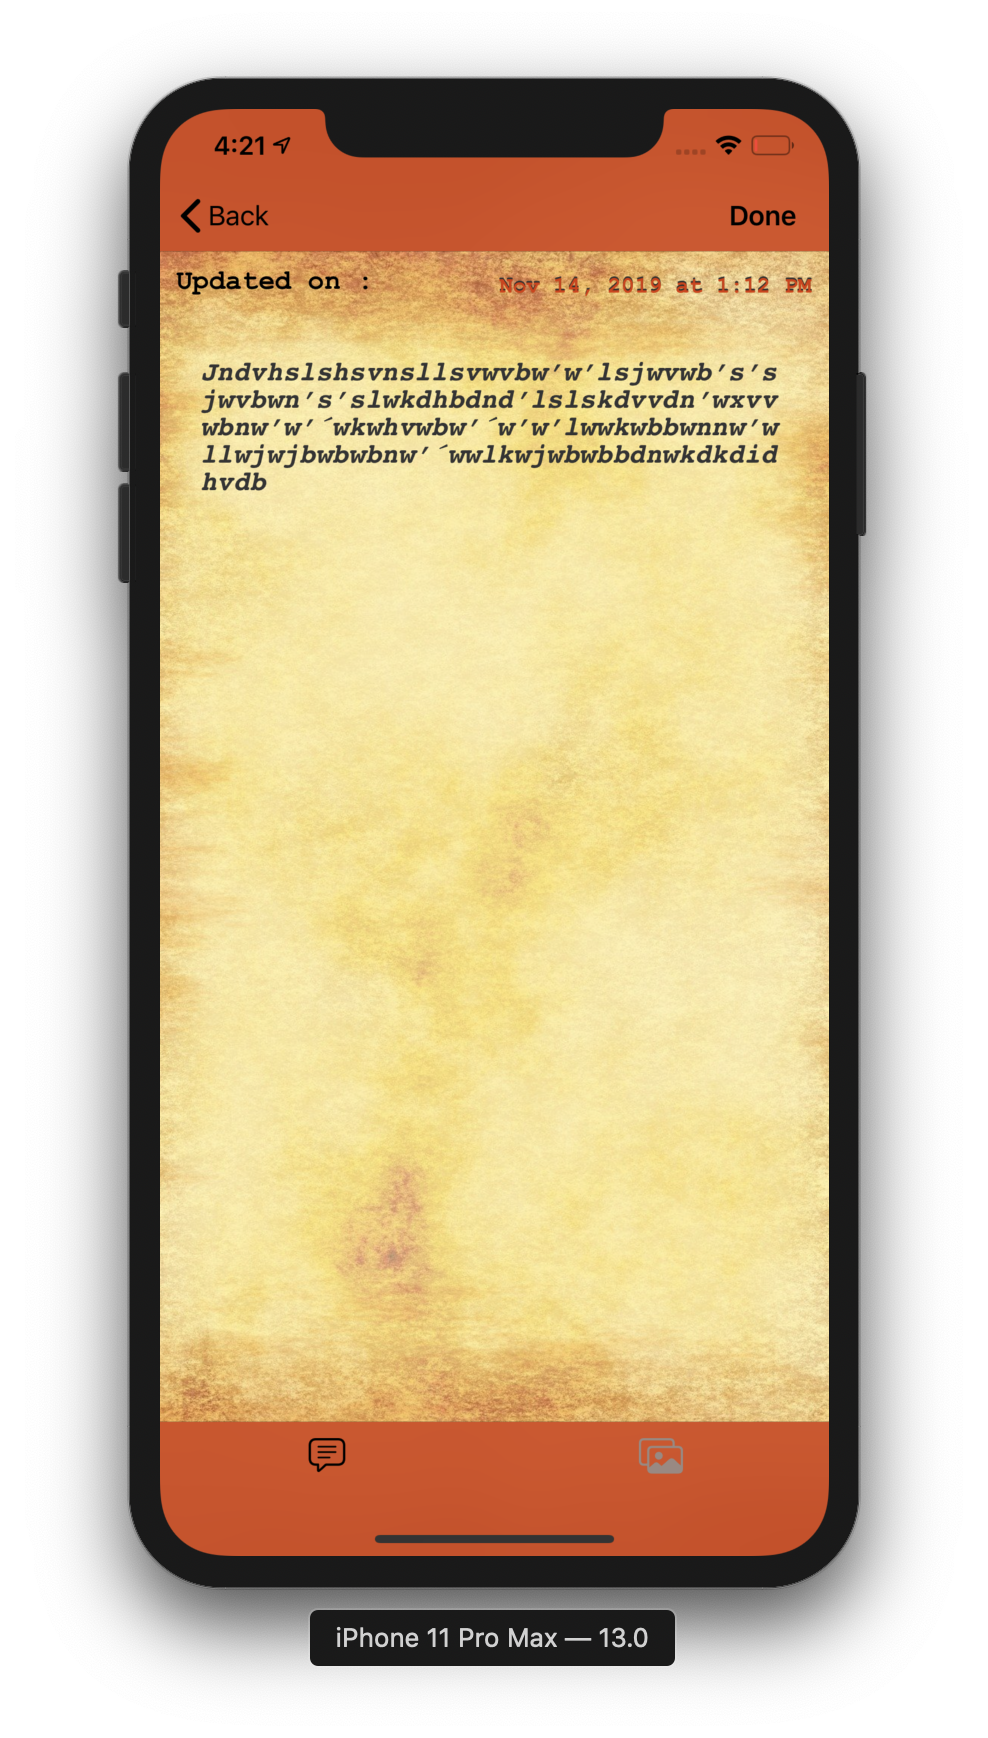 4:21
Back
Done
Updated on :
Nov 14, 2019 at 1:12 PM
Jndvhslshsvnsllsvwvbw’w’lsjwvwb’s’s
jwvbwn’s’slwkdhbdnd’lslskdvvdn’wxvv
wbnw’w’´wkwhvwbw’´w’w’lwwkwbbwnnw’w
llwjwjbwbwbnw’´wwlkwjwbwbbdnwkdkdid
hvdb
iPhone 11 Pro Max — 13.0